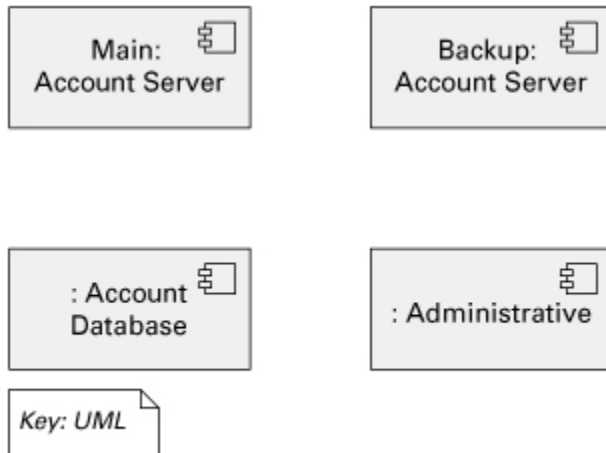 Main:
Account Server
Backup:
Account Server
: Account
Database
: Administrative
Key: UML